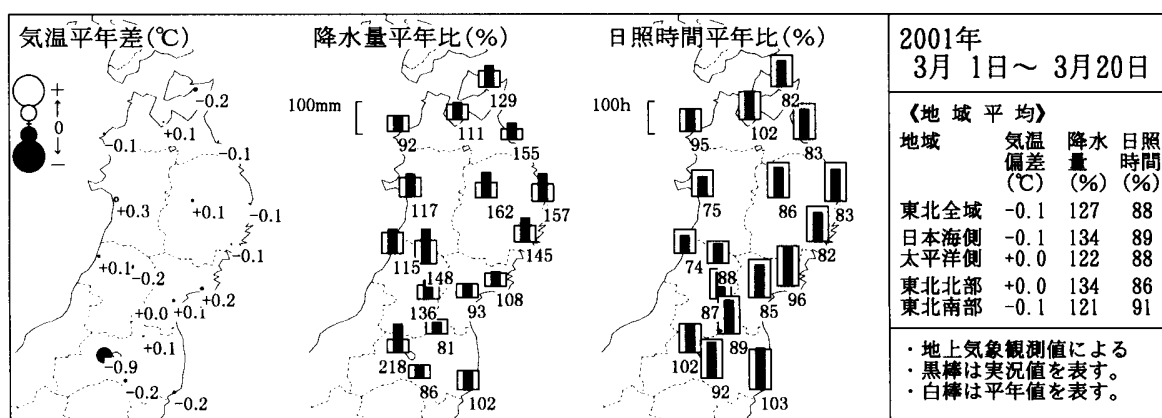 気温平年差(℃)
+
↑
0
↓
−
-0.2
+0.1
-0.1
-0.1
+0.3
+0.1
-0.1
-0.1
+0.1
-0.2
+0.2
+0.0
+0.1
+0.1
-0.9
-0.2
-0.2
降水量平年比(%)
100mm
129
111
92
155
117
162
157
145
115
148
108
136
93
81
218
86
102
日照時間平年比(%)
100h
82
102
95
83
75
86
83
82
74
88
96
87
85
89
102
92
103
2001年
3月 1日～ 3月20日
《地 域 平 均》
地域 気温 降水 日照
偏差 量 時間
(℃) (%) (%)
東北全域 -0.1 127 88
日本海側 -0.1 134 89
太平洋側 +0.0 122 88
東北北部 +0.0 134 86
東北南部 -0.1 121 91
・地上気象観測値による
・黒棒は実況値を表す。
・白棒は平年値を表す。